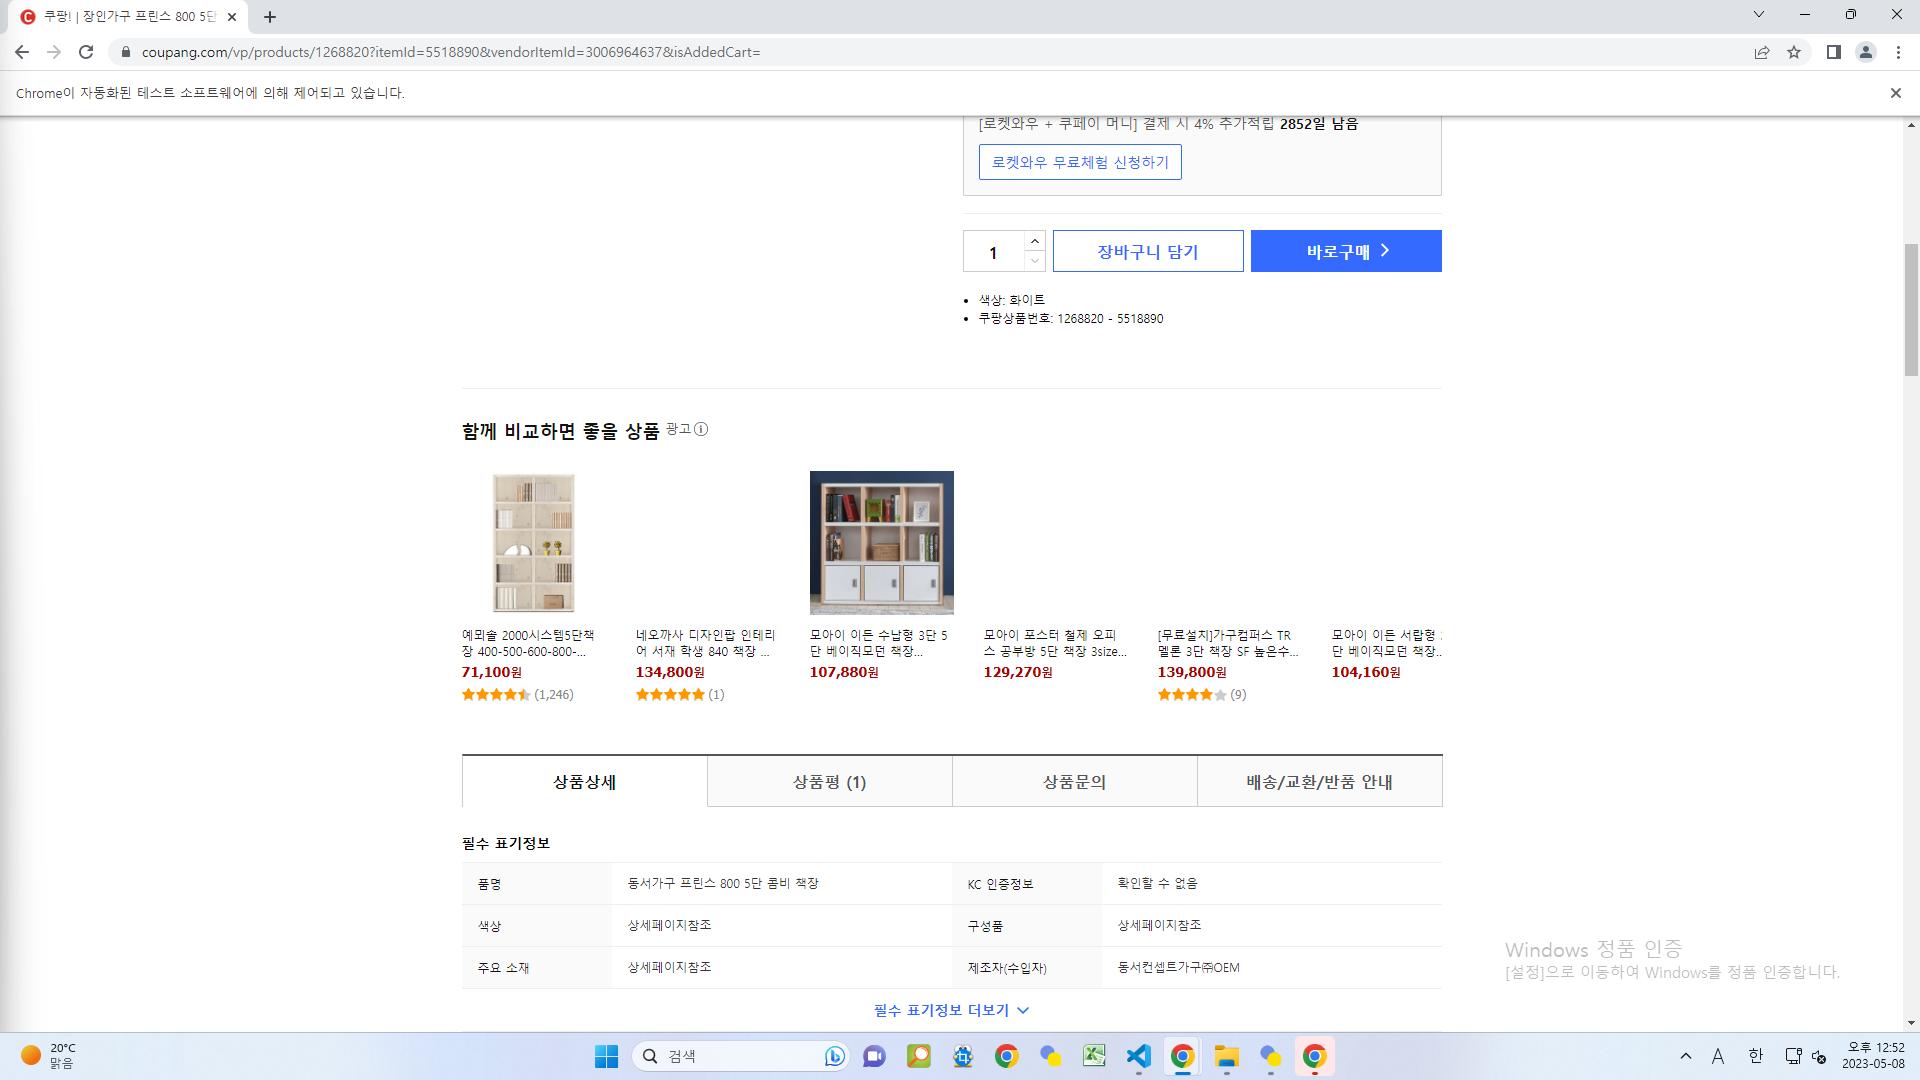 쿠팡! | 장인가구 프린스 800 5단
coupang.com/vp/products/1268820?itemId=5518890&vendorItemId=3006964637&isAddedCart=
Chrome이 자동화된 테스트 소프트웨어에 의해 제어되고 있습니다.
[로켓와우 + 쿠페이 머니] 결제 시 4% 추가적립 2852일 남음
로켓와우 무료체험 신청하기
1
장바구니 담기
바로구매
• 색상: 화이트
• 쿠팡상품번호: 1268820 - 5518890
함께 비교하면 좋을 상품 광고
예뫼솔 2000시스템5단책
장 400-500-600-800-...
71,100원
(1,246)
네오까사 디자인팝 인테리
어 서재 학생 840 책장 ...
134,800원
(1)
모아이 이든 수납형 3단 5
단 베이직모던 책장...
107,880원
모아이 포스터 철제 오피
스 공부방 5단 책장 3size...
129,270원
[무료설치]가구컴퍼스 TR
멜론 3단 책장 SF 높은수...
139,800원
(9)
모아이 이든 서랍형
단 베이직모던 책장..
104,160원
상품상세
상품평 (1)
상품문의
배송/교환/반품 안내
필수 표기정보
품명 동서가구 프린스 800 5단 콤비 책장 KC 인증정보 확인할 수 없음
색상 상세페이지참조 구성품 상세페이지참조
주요 소재 상세페이지참조 제조자(수입자) 동서컨셉트가구㈜OEM
필수 표기정보 더보기
Windows 정품 인증
[설정]으로 이동하여 Windows를 정품 인증합니다.
20°C
맑음
검색
A
한
오후 12:52
2023-05-08